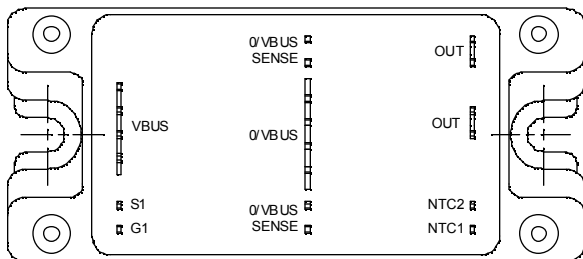 0/VBUS
SENSE
OUT
VBUS
0/VBUS
OUT
S1
G1
0/VBUS
SENSE
NTC2
NTC1